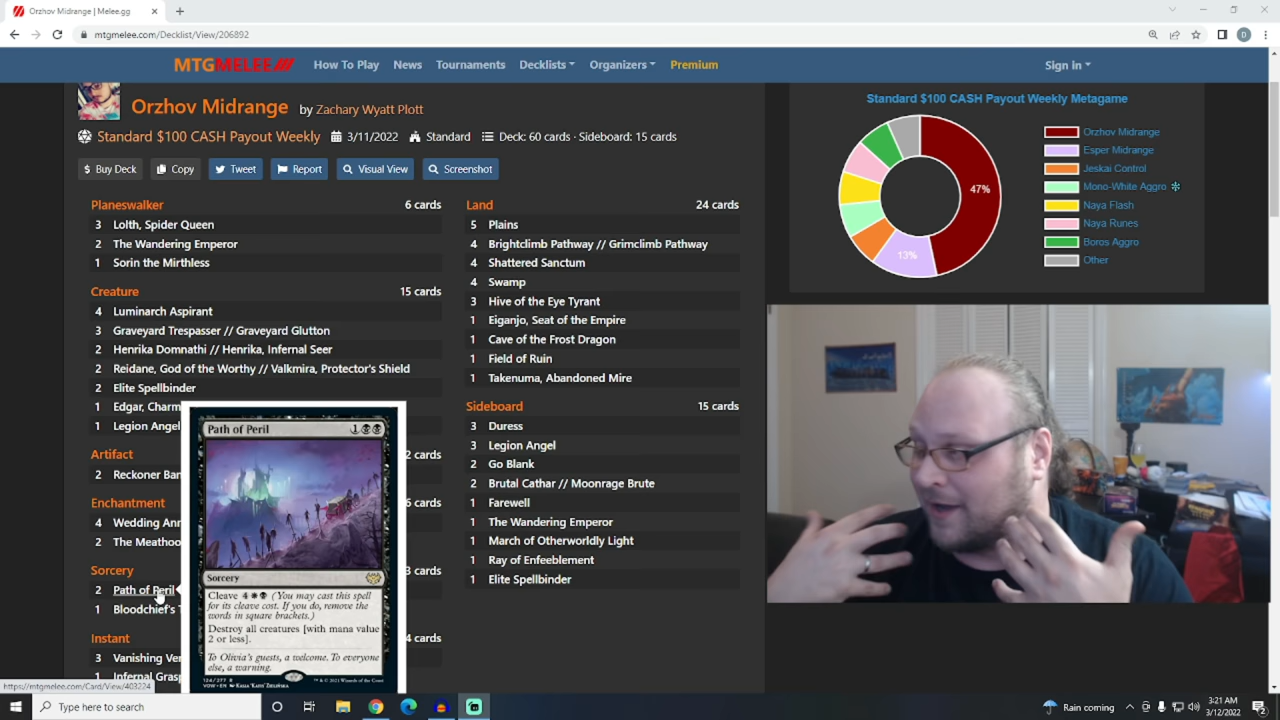 Orzhov Midrange | Melee.gg
mtgmelee.com/Decklist/View/206892
D
MTGMELEE
How To Play
News
Tournaments
Decklists
Organizers
Premium
Sign in
Orzhov Midrange by Zachary Wyatt Plott
Standard $100 CASH Payout Weekly 3/11/2022 Standard Deck: 60 cards · Sideboard: 15 cards
$ Buy Deck
Copy
Tweet
Report
Visual View
Screenshot
Planeswalker 6 cards
3 Lolth, Spider Queen
2 The Wandering Emperor
1 Sorin the Mirthless
Creature 15 cards
4 Luminarch Aspirant
3 Graveyard Trespasser // Graveyard Glutton
2 Henrika Domnathi // Henrika, Infernal Seer
2 Reidane, God of the Worthy // Valkmira, Protector's Shield
2 Elite Spellbinder
1 Edgar, Charm
1 Legion Angel
Artifact 2 cards
2 Reckoner Ban
Enchantment 6 cards
4 Wedding Ann
2 The Meathoo
Sorcery 3 cards
2 Path of Peril
1 Bloodchief's T
Instant 4 cards
3 Vanishing Ver
1 Infernal Grasp
Path of Peril 1
Sorcery
Cleave 4 (You may cast this spell
for its cleave cost. If you do, remove the
words in square brackets.)
Destroy all creatures [with mana value
2 or less].
To Olivia's guests, a welcome. To everyone
else, a warning.
124/277 R
VOW • EN
™ & © 2021 Wizards of the Coast
Land 24 cards
5 Plains
4 Brightclimb Pathway // Grimclimb Pathway
4 Shattered Sanctum
4 Swamp
3 Hive of the Eye Tyrant
1 Eiganjo, Seat of the Empire
1 Cave of the Frost Dragon
1 Field of Ruin
1 Takenuma, Abandoned Mire
Sideboard 15 cards
3 Duress
3 Legion Angel
2 Go Blank
2 Brutal Cathar // Moonrage Brute
1 Farewell
1 The Wandering Emperor
1 March of Otherworldly Light
1 Ray of Enfeeblement
1 Elite Spellbinder
Standard $100 CASH Payout Weekly Metagame
47%
13%
Orzhov Midrange
Esper Midrange
Jeskai Control
Mono-White Aggro
Naya Flash
Naya Runes
Boros Aggro
Other
https://mtgmelee.com/Card/View/403224
Type here to search
Rain coming
3:21 AM
3/12/2022
2